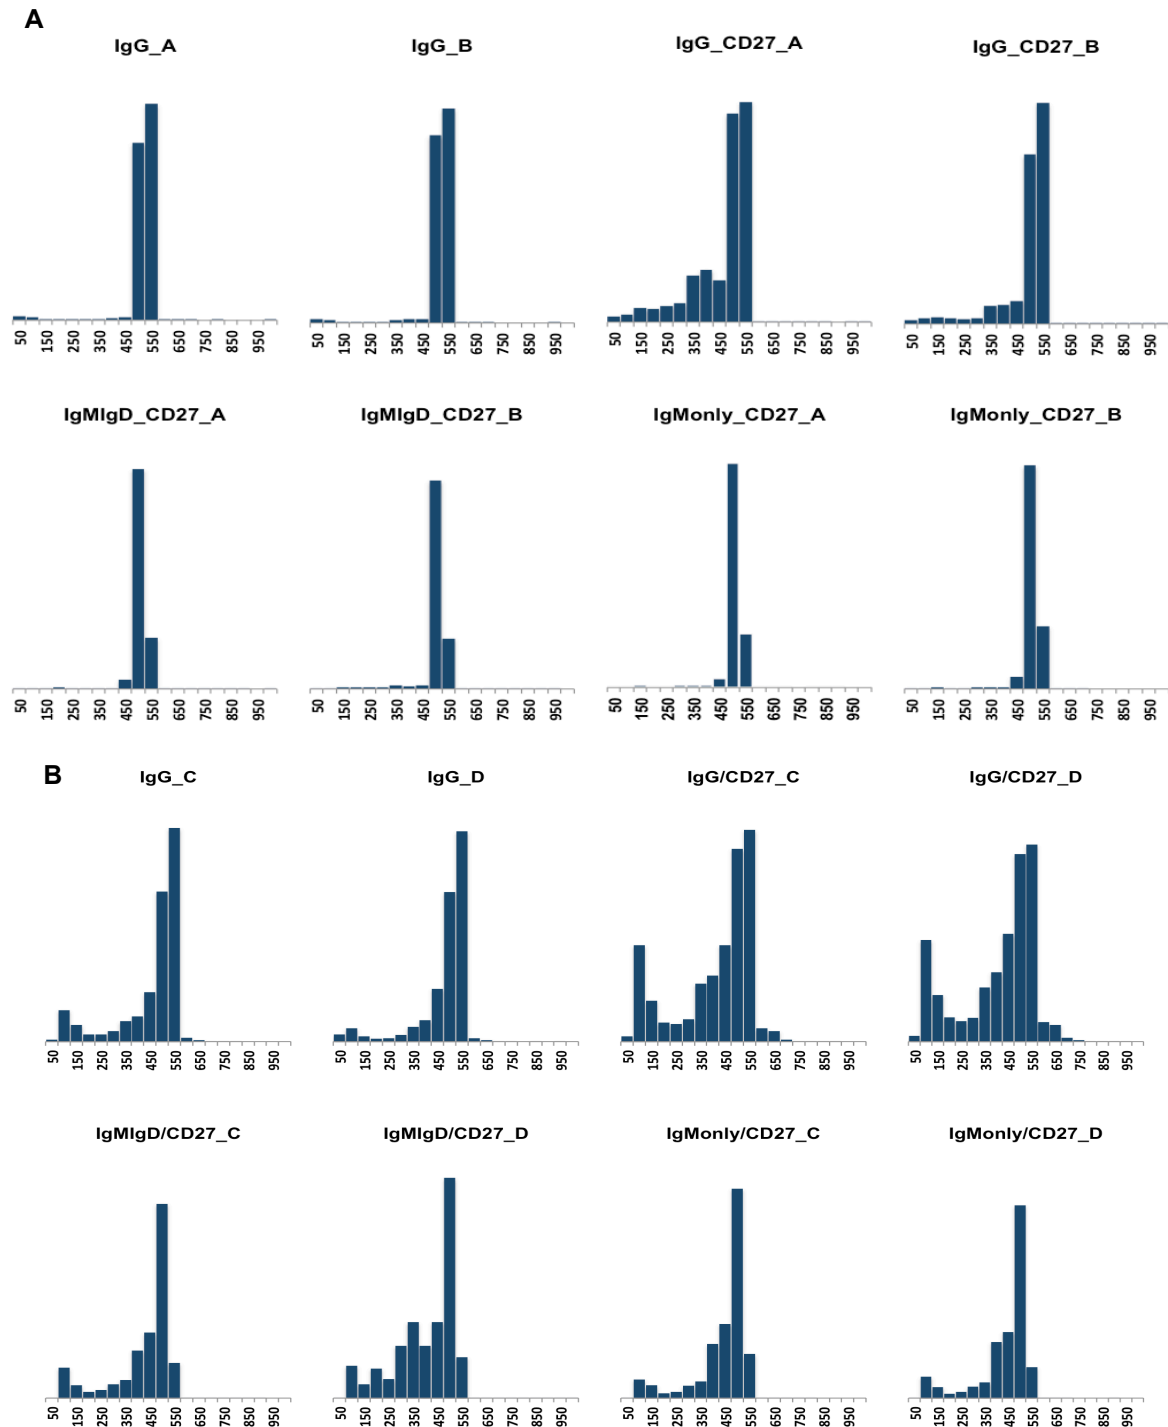 A
IgG_A IgG_B IgG_CD27_A IgG_CD27_B
50 150 250 350 450 550 650 750 850 950 50 150 250 350 450 550 650 750 850 950 50 150 250 350 450 550 650 750 850 950 50 150 250 350 450 550 650 750 850 950
IgMIgD_CD27_A IgMIgD_CD27_B IgMonly_CD27_A IgMonly_CD27_B
50 150 250 350 450 550 650 750 850 950 50 150 250 350 450 550 650 750 850 950 50 150 250 350 450 550 650 750 850 950 50 150 250 350 450 550 650 750 850 950
B
IgG_C IgG_D IgG/CD27_C IgG/CD27_D
50 150 250 350 450 550 650 750 850 950 50 150 250 350 450 550 650 750 850 950 50 150 250 350 450 550 650 750 850 950 50 150 250 350 450 550 650 750 850 950
IgMIgD/CD27_C IgMIgD/CD27_D IgMonly/CD27_C IgMonly/CD27_D
50 150 250 350 450 550 650 750 850 950 50 150 250 350 450 550 650 750 850 950 50 150 250 350 450 550 650 750 850 950 50 150 250 350 450 550 650 750 850 950